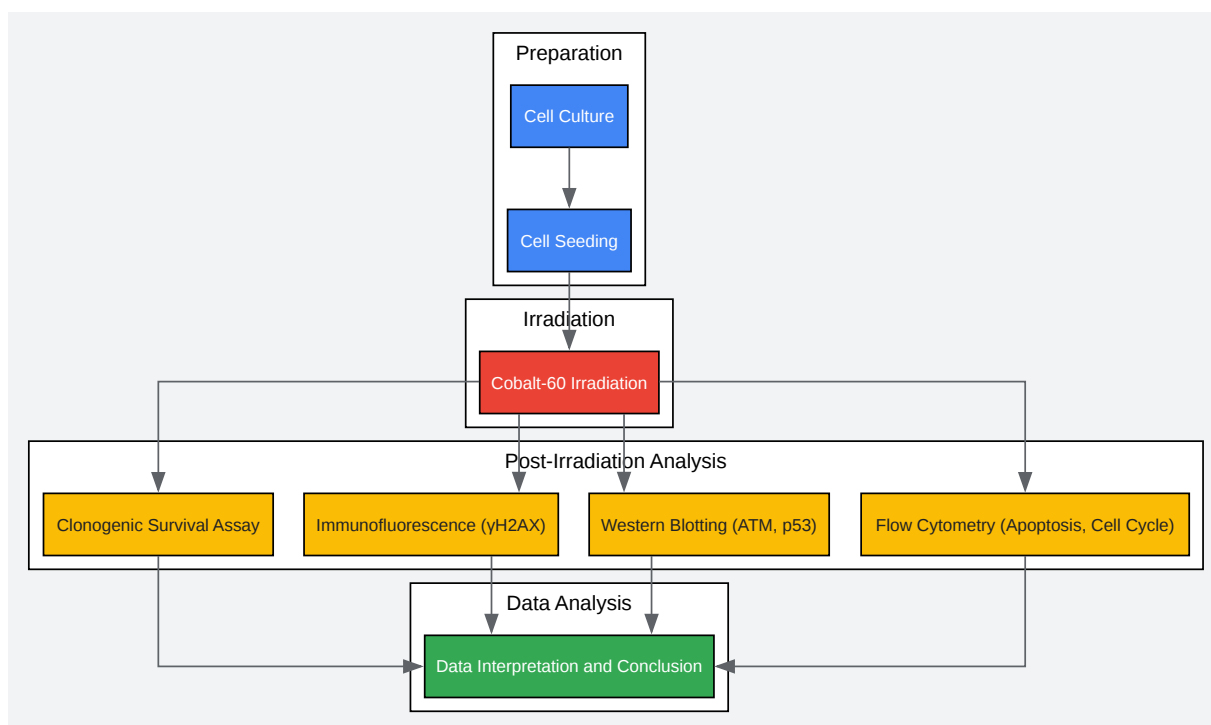 Preparation
Cell Culture
Cell Seeding
Irradiation
Cobalt-60 Irradiation
Post-Irradiation Analysis
Clonogenic Survival Assay
Immunofluorescence (γH2AX)
Western Blotting (ATM, p53)
Flow Cytometry (Apoptosis, Cell Cycle)
Data Analysis
Data Interpretation and Conclusion